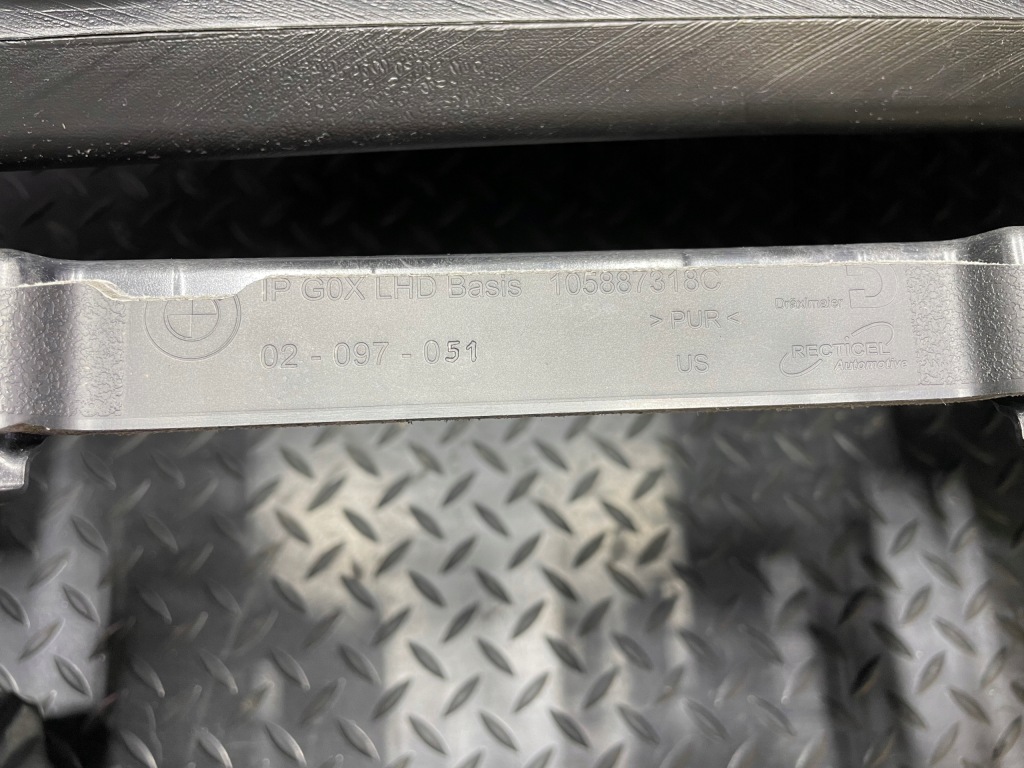 IP G0X LHD Basis 105887318C
02-097-051
>PUR<
US
Dräxlmaier
RECTICEL
Automotive